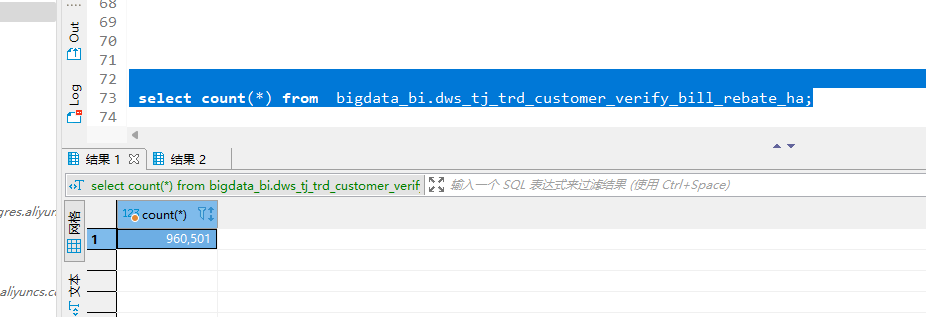 68
Out
69
70
71
72
Log
73 select count(*) from bigdata_bi.dws_tj_trd_customer_verify_bill_rebate_ha;
74
结果 1 结果 2
select count(*) from bigdata_bi.dws_tj_trd_customer_verif 输入一个 SQL 表达式来过滤结果 (使用 Ctrl+Space)
gres.aliyun
网格
123 count(*)
1 960,501
文本
aliyuncs.c